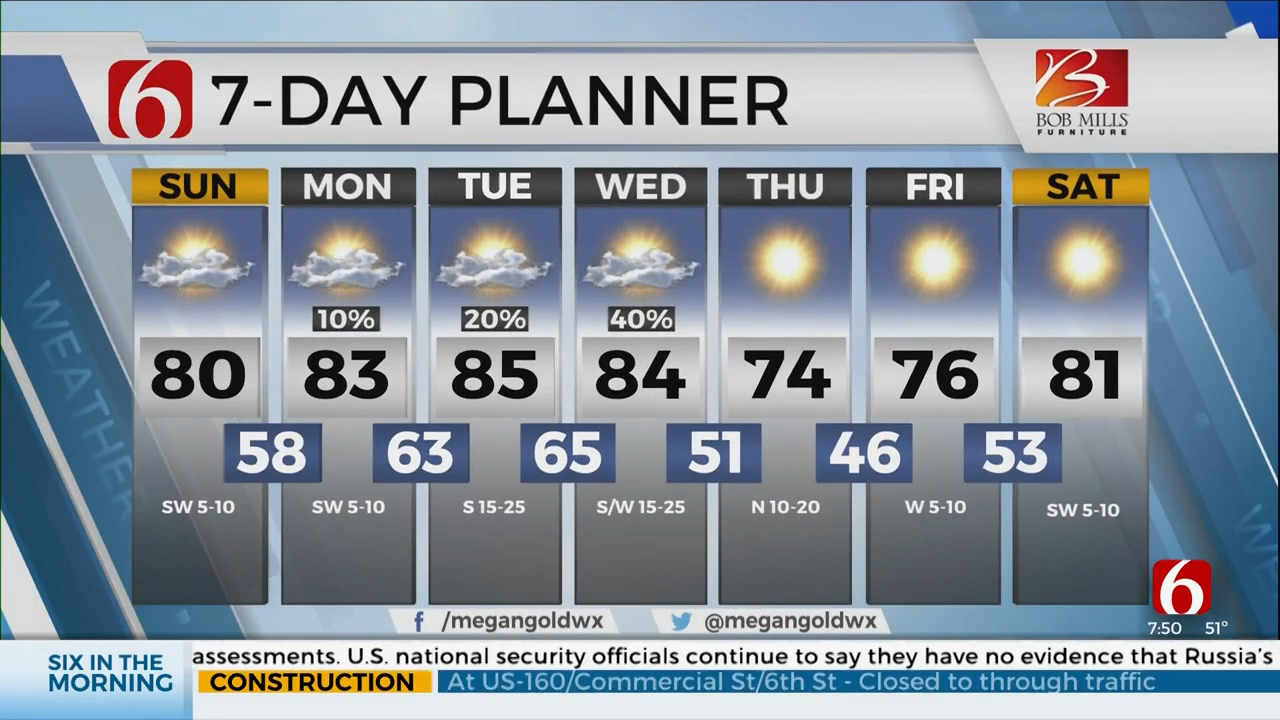 6 7-DAY PLANNER
BOB MILLS
FURNITURE
SUN MON TUE WED THU FRI SAT
10% 20% 40%
80 83 85 84 74 76 81
58 63 65 51 46 53
SW 5-10 SW 5-10 S 15-25 S/W 15-25 N 10-20 W 5-10 SW 5-10
WEATHER
6
f /megangoldwx @megangoldwx
7:50 51°
SIX IN THE
MORNING
assessments. U.S. national security officials continue to say they have no evidence that Russia's
CONSTRUCTION At US-160/Commercial St/6th St - Closed to through traffic